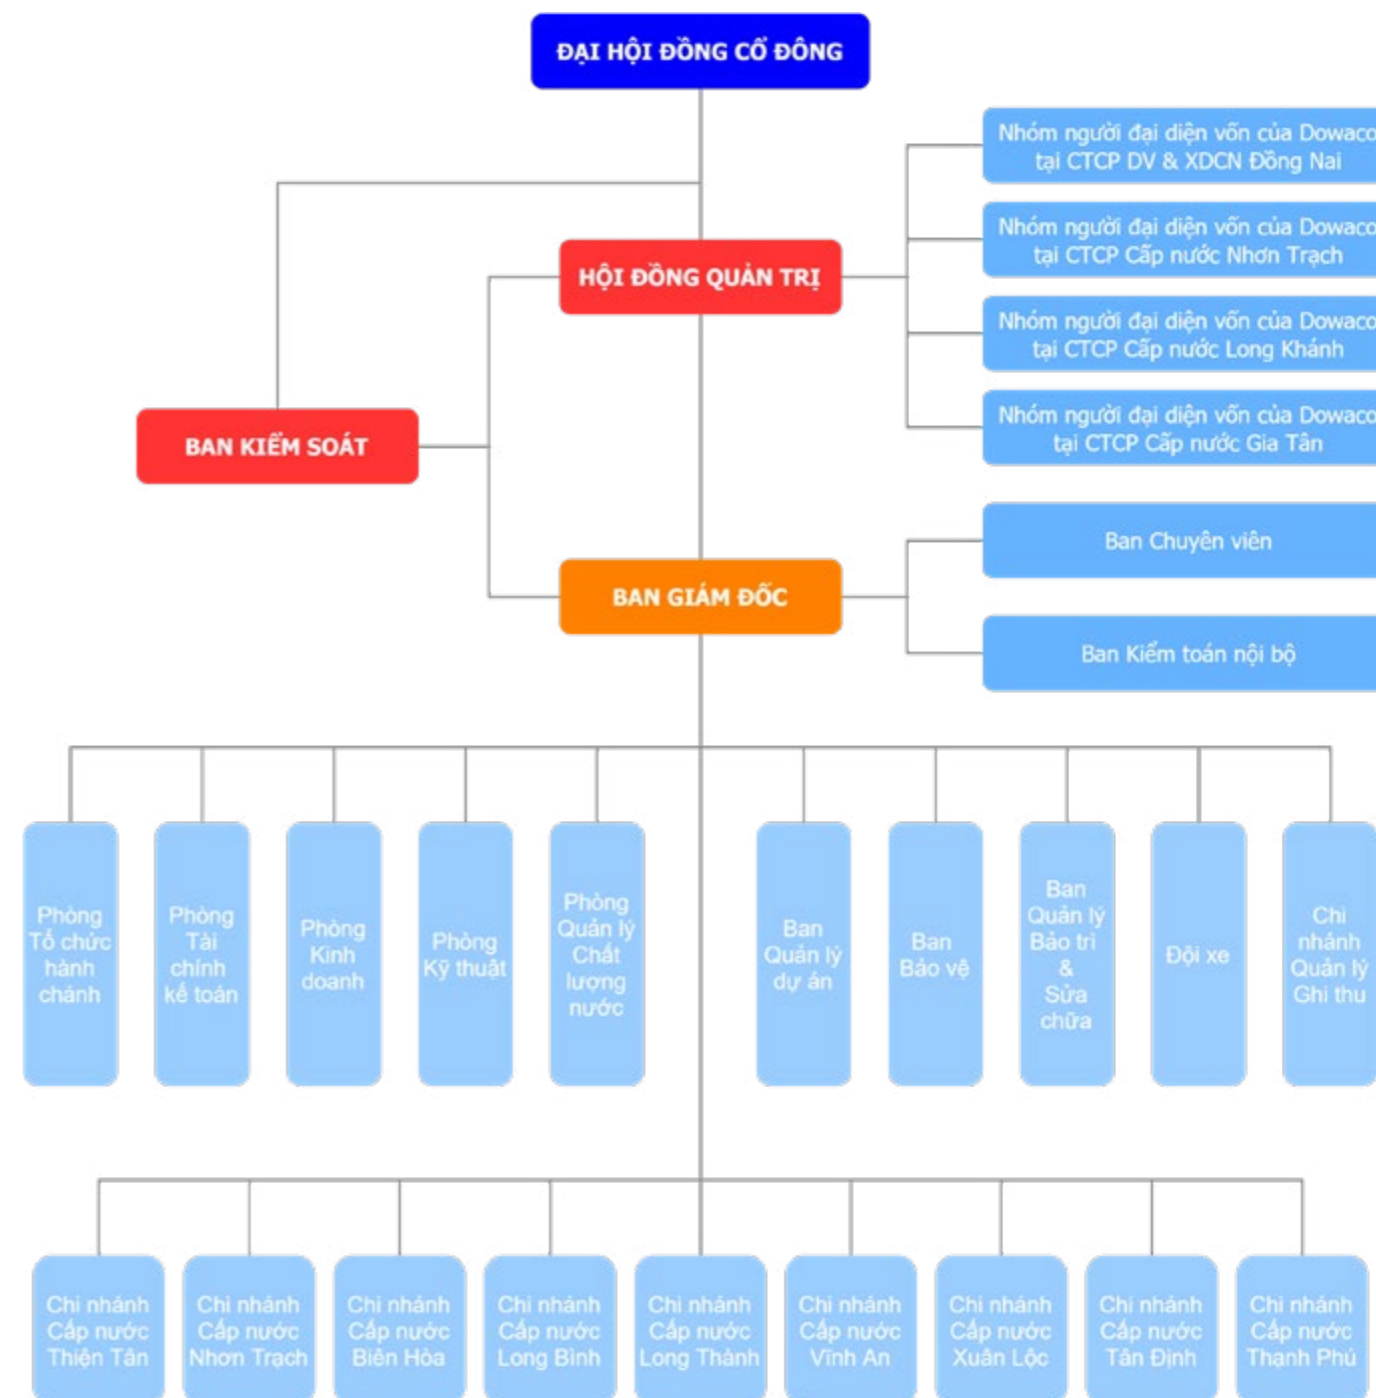 ĐẠI HỘI ĐỒNG CỔ ĐÔNG
Nhóm người đại diện vốn của Dowaco
tại CTCP DV & XDCN Đồng Nai
Nhóm người đại diện vốn của Dowaco
tại CTCP Cấp nước Nhơn Trạch
HỘI ĐỒNG QUẢN TRỊ
Nhóm người đại diện vốn của Dowaco
tại CTCP Cấp nước Long Khánh
Nhóm người đại diện vốn của Dowaco
tại CTCP Cấp nước Gia Tân
BAN KIỂM SOÁT
Ban Chuyên viên
BAN GIÁM ĐỐC
Ban Kiểm toán nội bộ
Phòng
Tổ chức
hành
chánh
Phòng
Tài
chính
kế toán
Phòng
Kinh
doanh
Phòng
Kỹ thuật
Phòng
Quản lý
Chất
lượng
nước
Ban
Quản lý
dự án
Ban
Bảo vệ
Ban
Quản lý
Bảo trì
&
Sửa
chữa
Đội xe
Chi
nhánh
Quản lý
Ghi thu
Chi nhánh
Cấp nước
Thiện Tân
Chi nhánh
Cấp nước
Nhơn Trạch
Chi nhánh
Cấp nước
Biên Hòa
Chi nhánh
Cấp nước
Long Bình
Chi nhánh
Cấp nước
Long Thành
Chi nhánh
Cấp nước
Vĩnh An
Chi nhánh
Cấp nước
Xuân Lộc
Chi nhánh
Cấp nước
Tân Định
Chi nhánh
Cấp nước
Thạnh Phú